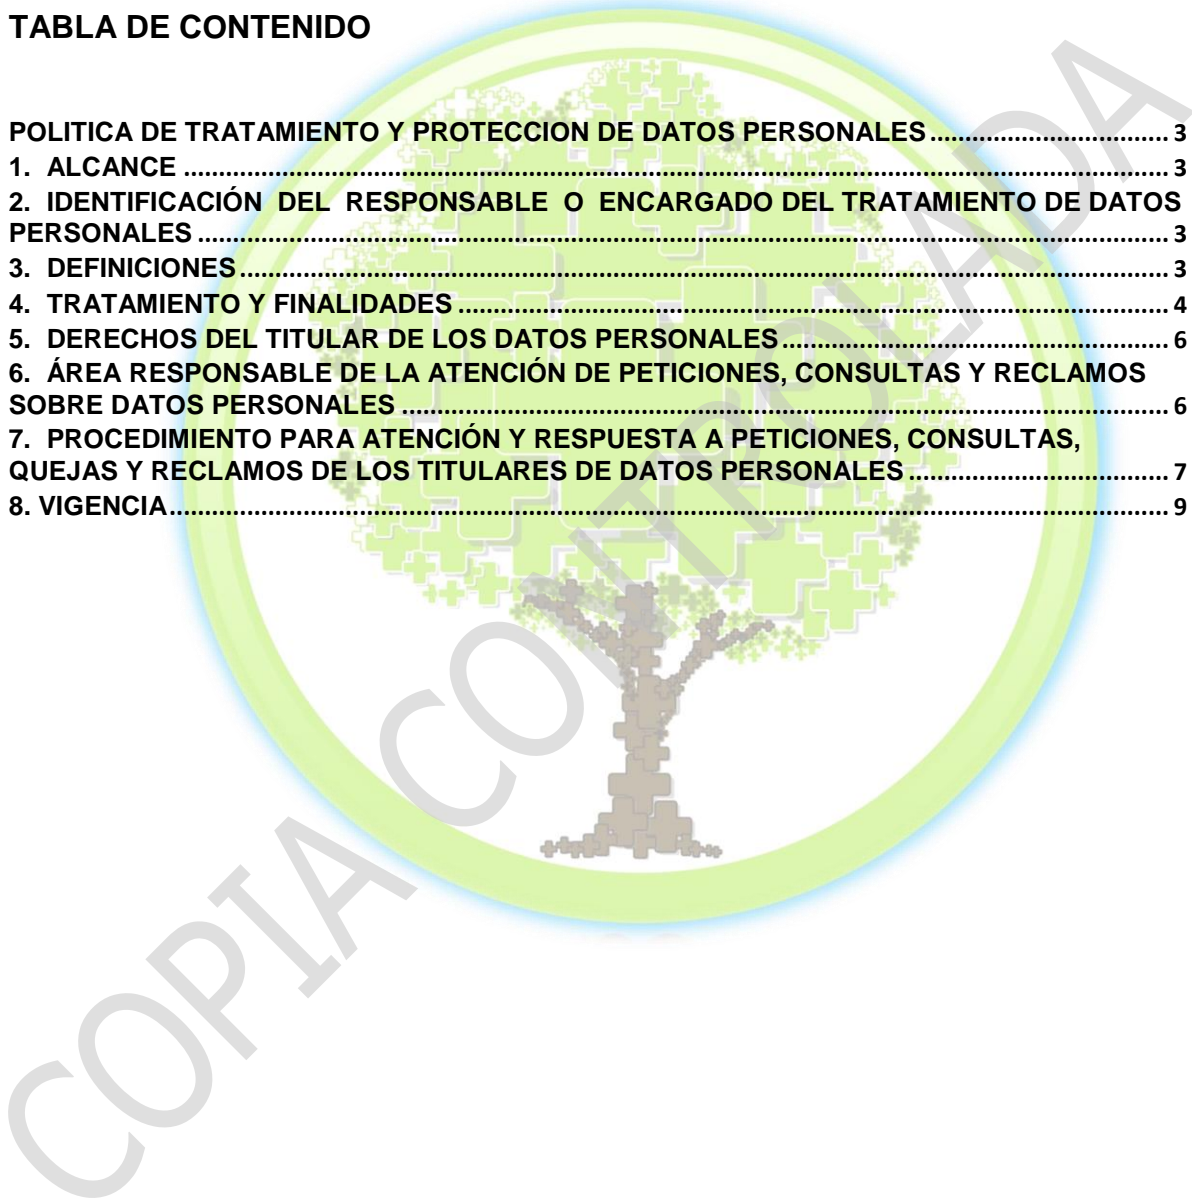 TABLA DE CONTENIDO
POLITICA DE TRATAMIENTO Y PROTECCION DE DATOS PERSONALES ................................ 3
1. ALCANCE ................................................................................ 3
2. IDENTIFICACIÓN DEL RESPONSABLE O ENCARGADO DEL TRATAMIENTO DE DATOS
PERSONALES ................................................................................ 3
3. DEFINICIONES ................................................................................ 3
4. TRATAMIENTO Y FINALIDADES ................................................................ 4
5. DERECHOS DEL TITULAR DE LOS DATOS PERSONALES ................................ 6
6. ÁREA RESPONSABLE DE LA ATENCIÓN DE PETICIONES, CONSULTAS Y RECLAMOS
SOBRE DATOS PERSONALES ................................................................ 6
7. PROCEDIMIENTO PARA ATENCIÓN Y RESPUESTA A PETICIONES, CONSULTAS,
QUEJAS Y RECLAMOS DE LOS TITULARES DE DATOS PERSONALES ................................ 7
8. VIGENCIA ................................................................................ 9
COPIA CONTROLADA